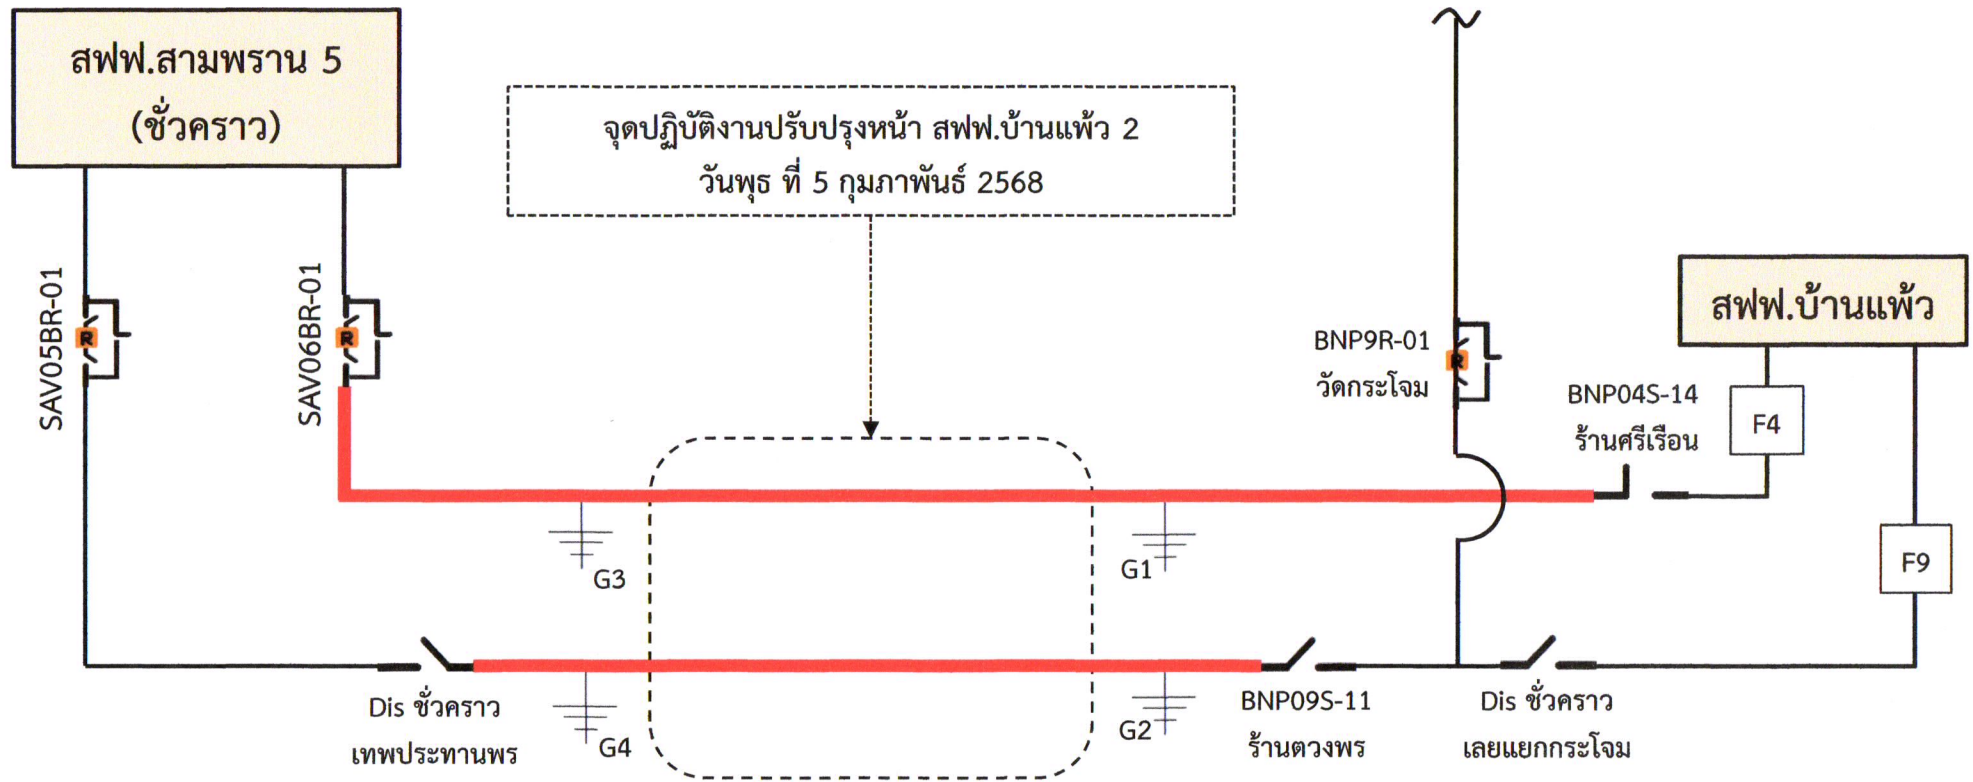 สฟฟ.สามพราน 5
(ชั่วคราว)
จุดปฏิบัติงานปรับปรุงหน้า สฟฟ.บ้านแพ้ว 2
วันพุธ ที่ 5 กุมภาพันธ์ 2568
สฟฟ.บ้านแพ้ว
SAV05BR-01
R
SAV06BR-01
R
BNP9R-01
วัดกระโจม
R
BNP04S-14
ร้านศรีเรือน
F4
F9
G3
G1
G4
G2
Dis ชั่วคราว
เทพประทานพร
BNP09S-11
ร้านตวงพร
Dis ชั่วคราว
เลยแยกกระโจม